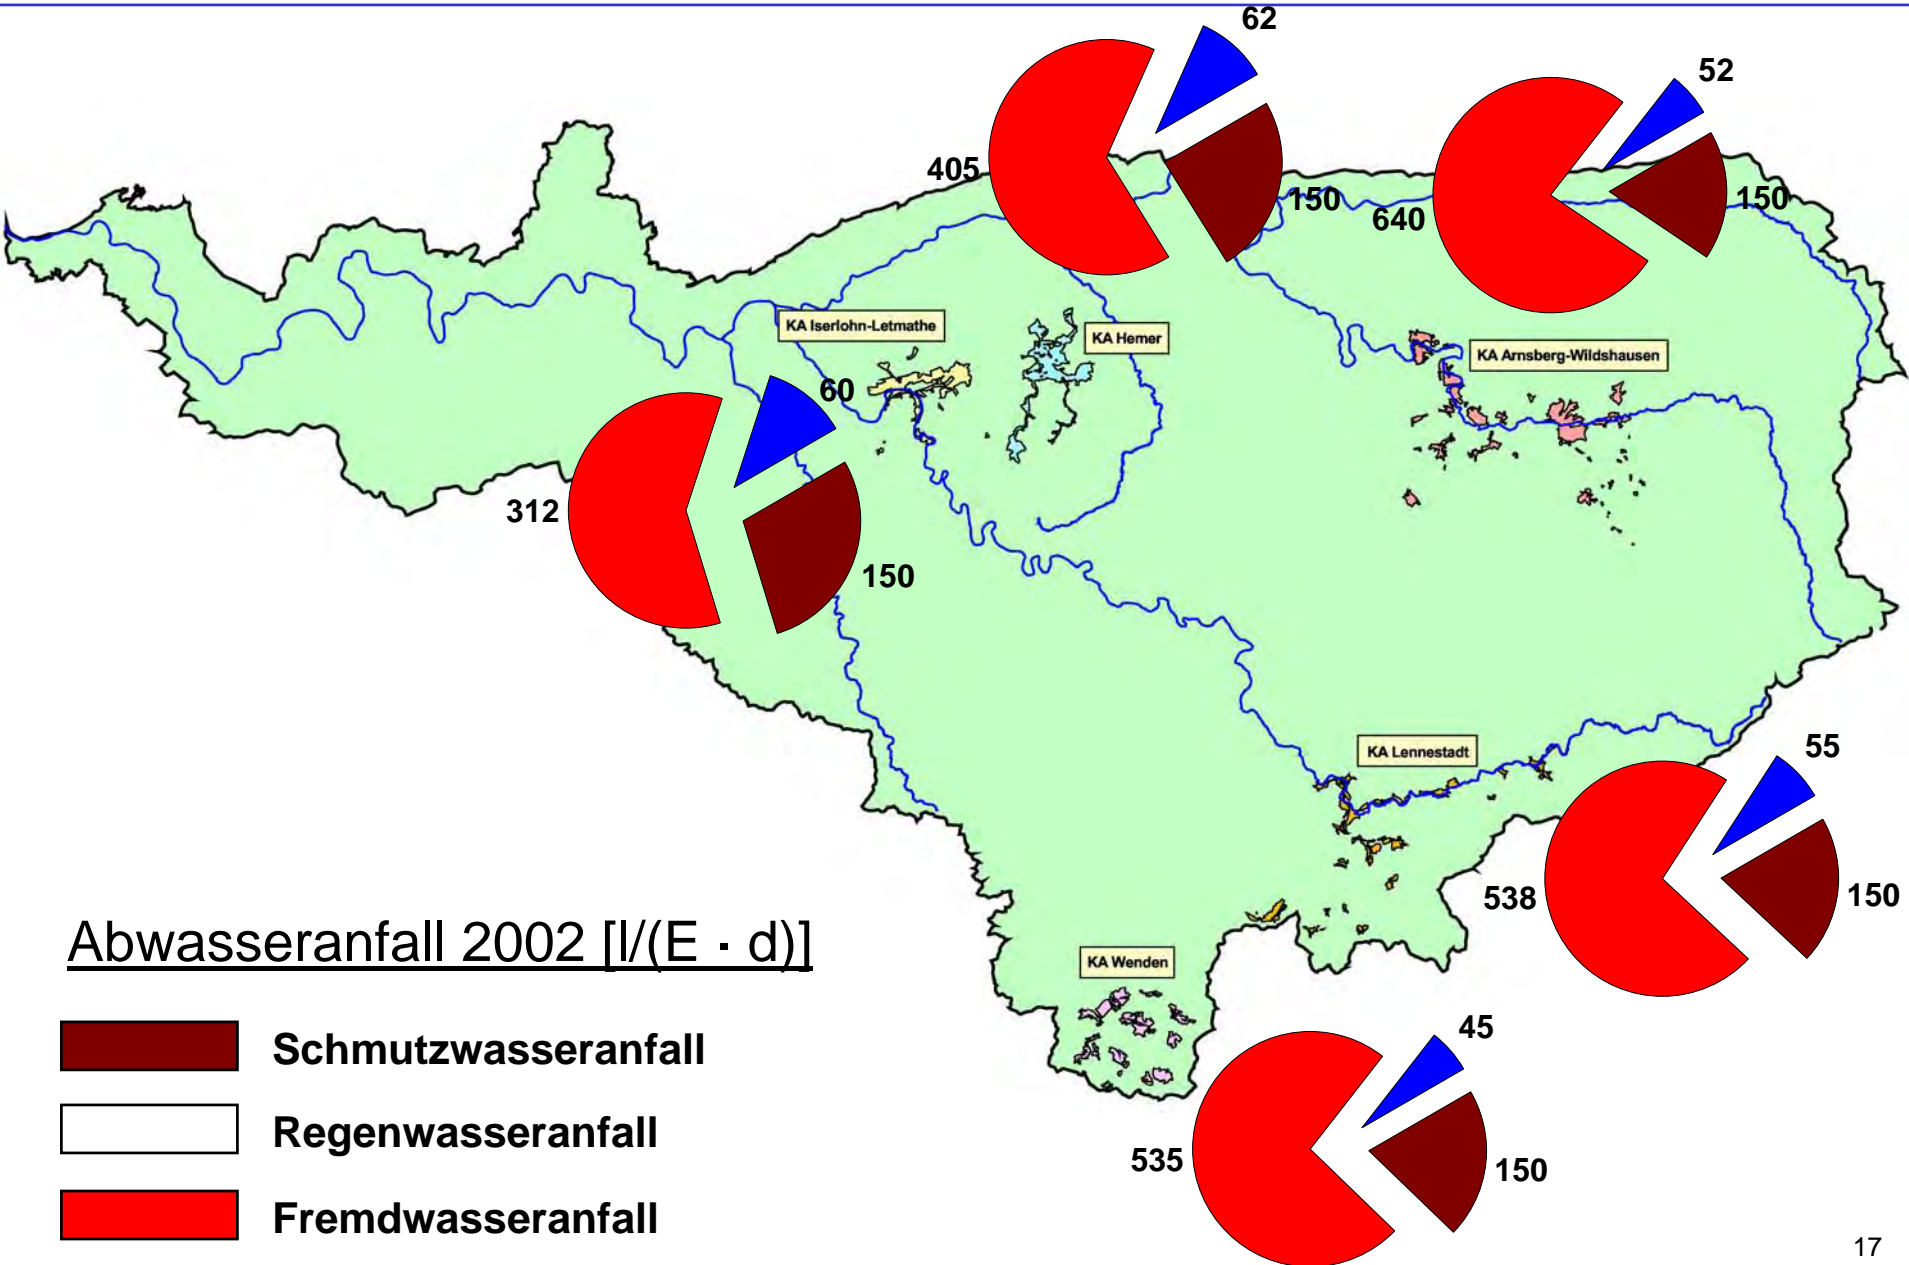 62
52
405
150
640
150
KA Iserlohn-Letmathe
KA Hemer
KA Arnsberg-Wildshausen
60
312
150
KA Lennestadt
55
538
150
Abwasseranfall 2002 [l/(E · d)]
KA Wenden
Schmutzwasseranfall
45
Regenwasseranfall
535
150
Fremdwasseranfall
17